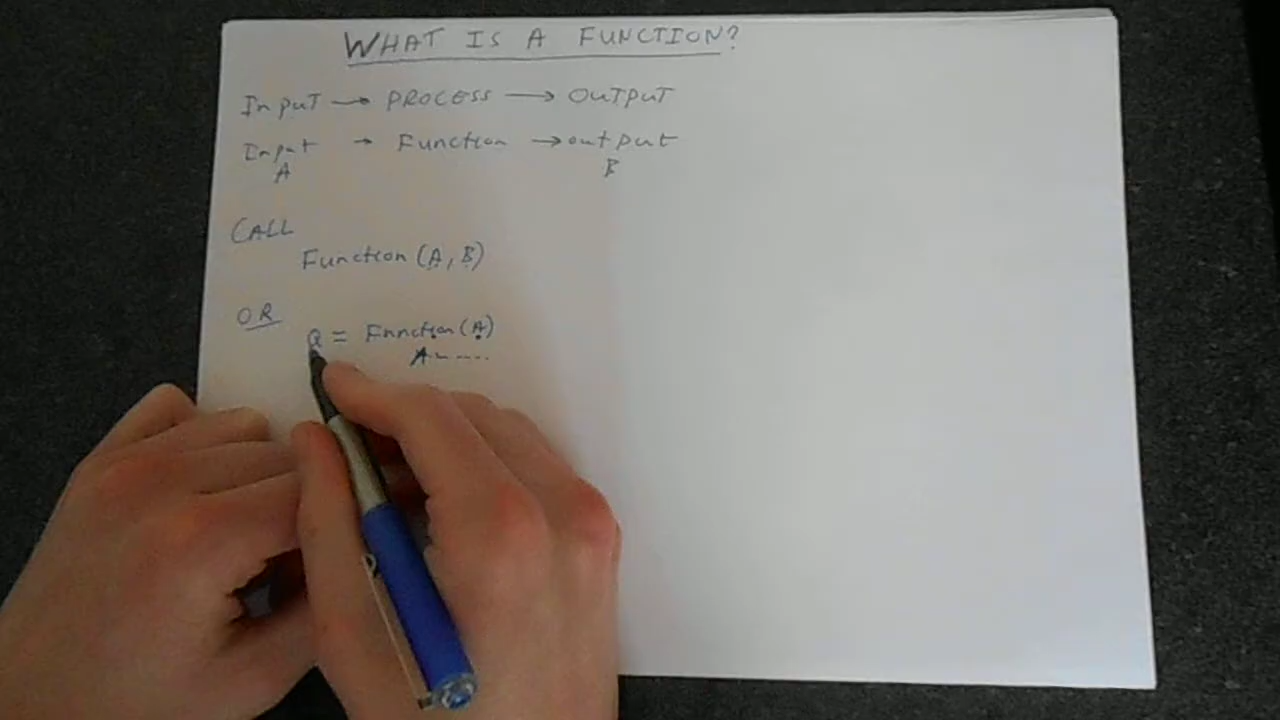 WHAT IS A FUNCTION?
Input → PROCESS → OUTPUT
Input → Function → output
A B
CALL
Function (A, B)
OR
= Function (A)